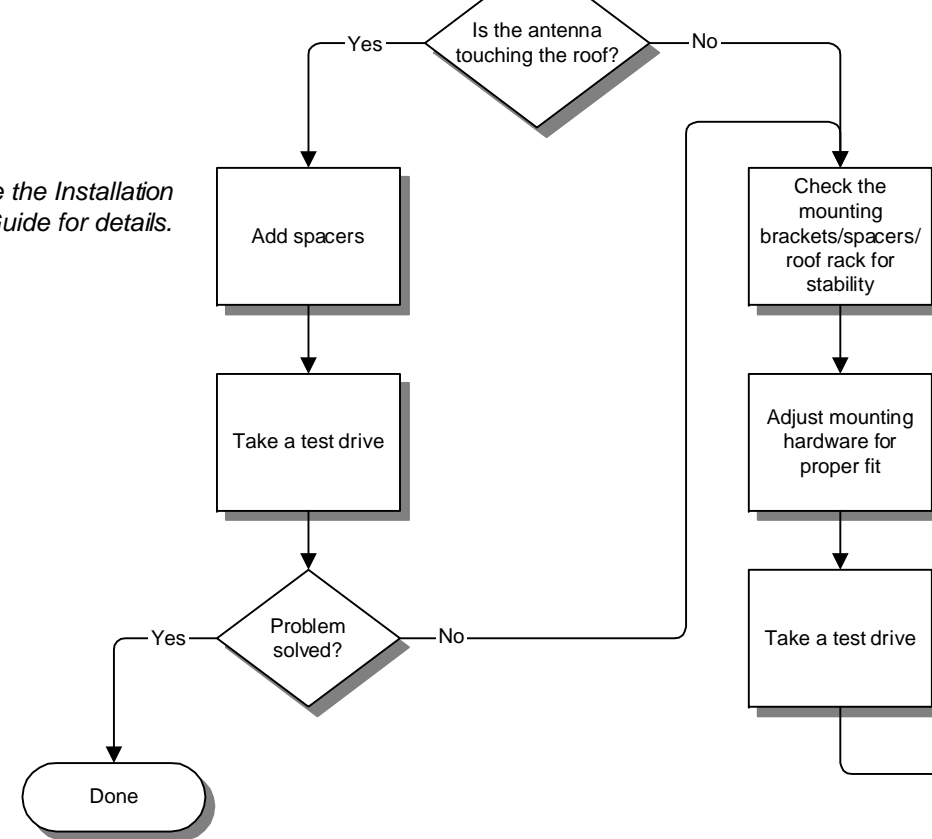 Is the antenna
touching the roof?
Yes
No
the Installation
Guide for details.
Add spacers
Check the
mounting
brackets/spacers/
roof rack for
stability
Take a test drive
Adjust mounting
hardware for
proper fit
Problem
solved?
Yes
No
Take a test drive
Done